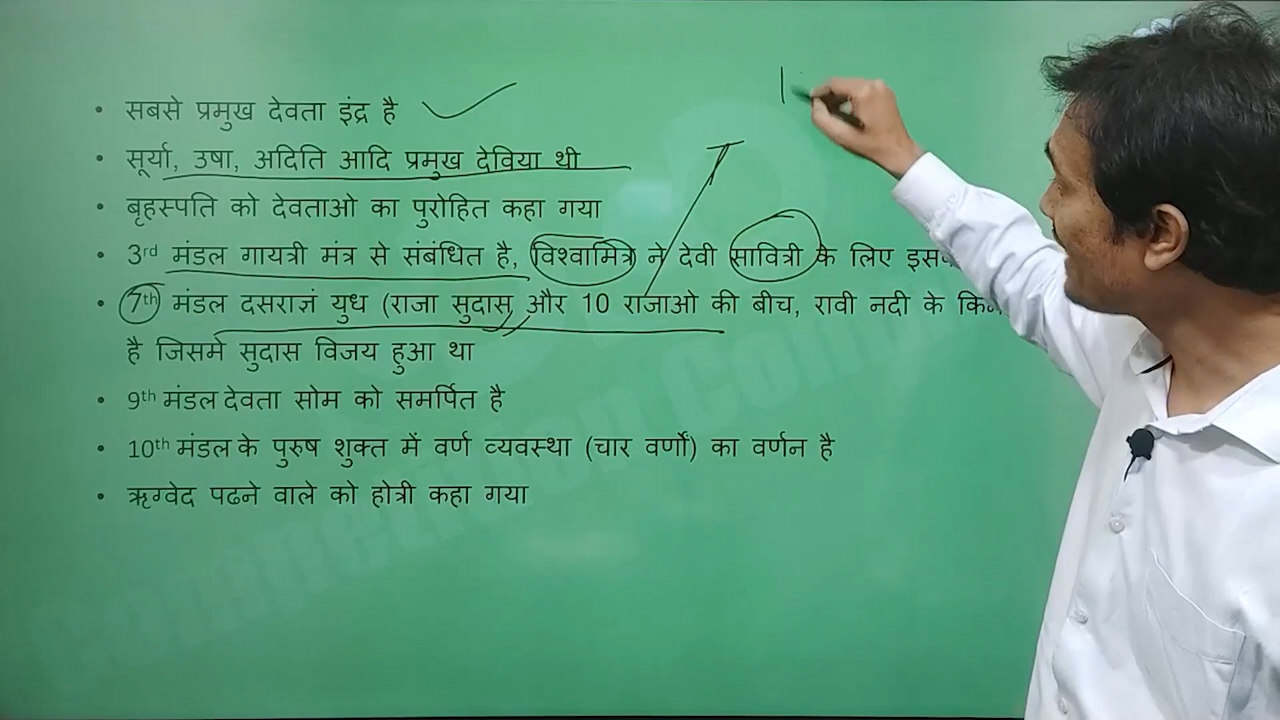 • सबसे प्रमुख देवता इंद्र है
• सूर्या, उषा, अदिति आदि प्रमुख देविया थी
• बृहस्पति को देवताओ का पुरोहित कहा गया
• 3rd मंडल गायत्री मंत्र से संबंधित है, विश्वामित्र ने देवी सावित्री के लिए
• 7th मंडल दसराज्ञं युध (राजा सुदास, और 10 राजाओ की बीच, रावी नदी के
है जिसमे सुदास विजय हुआ था
• 9th मंडल देवता सोम को समर्पित है
• 10th मंडल के पुरुष शुक्त में वर्ण व्यवस्था (चार वर्णों) का वर्णन है
• ऋग्वेद पढने वाले को होत्री कहा गया